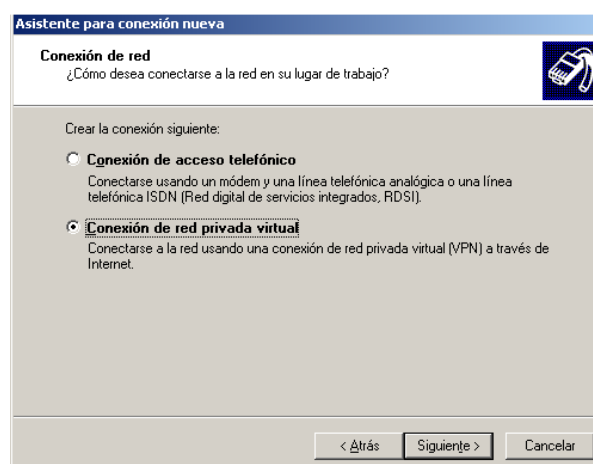 Asistente para conexión nueva
Conexión de red
¿Cómo desea conectarse a la red en su lugar de trabajo?
Crear la conexión siguiente:
Conexión de acceso telefónico
Conectarse usando un módem y una línea telefónica analógica o una línea
telefónica ISDN (Red digital de servicios integrados, RDSI).
Conexión de red privada virtual
Conectarse a la red usando una conexión de red privada virtual (VPN) a través de
Internet.
< Atrás Siguiente > Cancelar